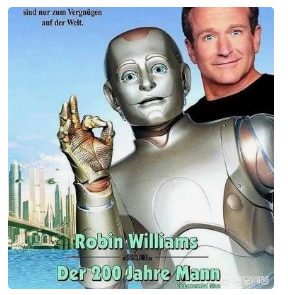 sind nur zum Vergnügen
auf der Welt.
Robin Williams
Der 200 Jahre Mann